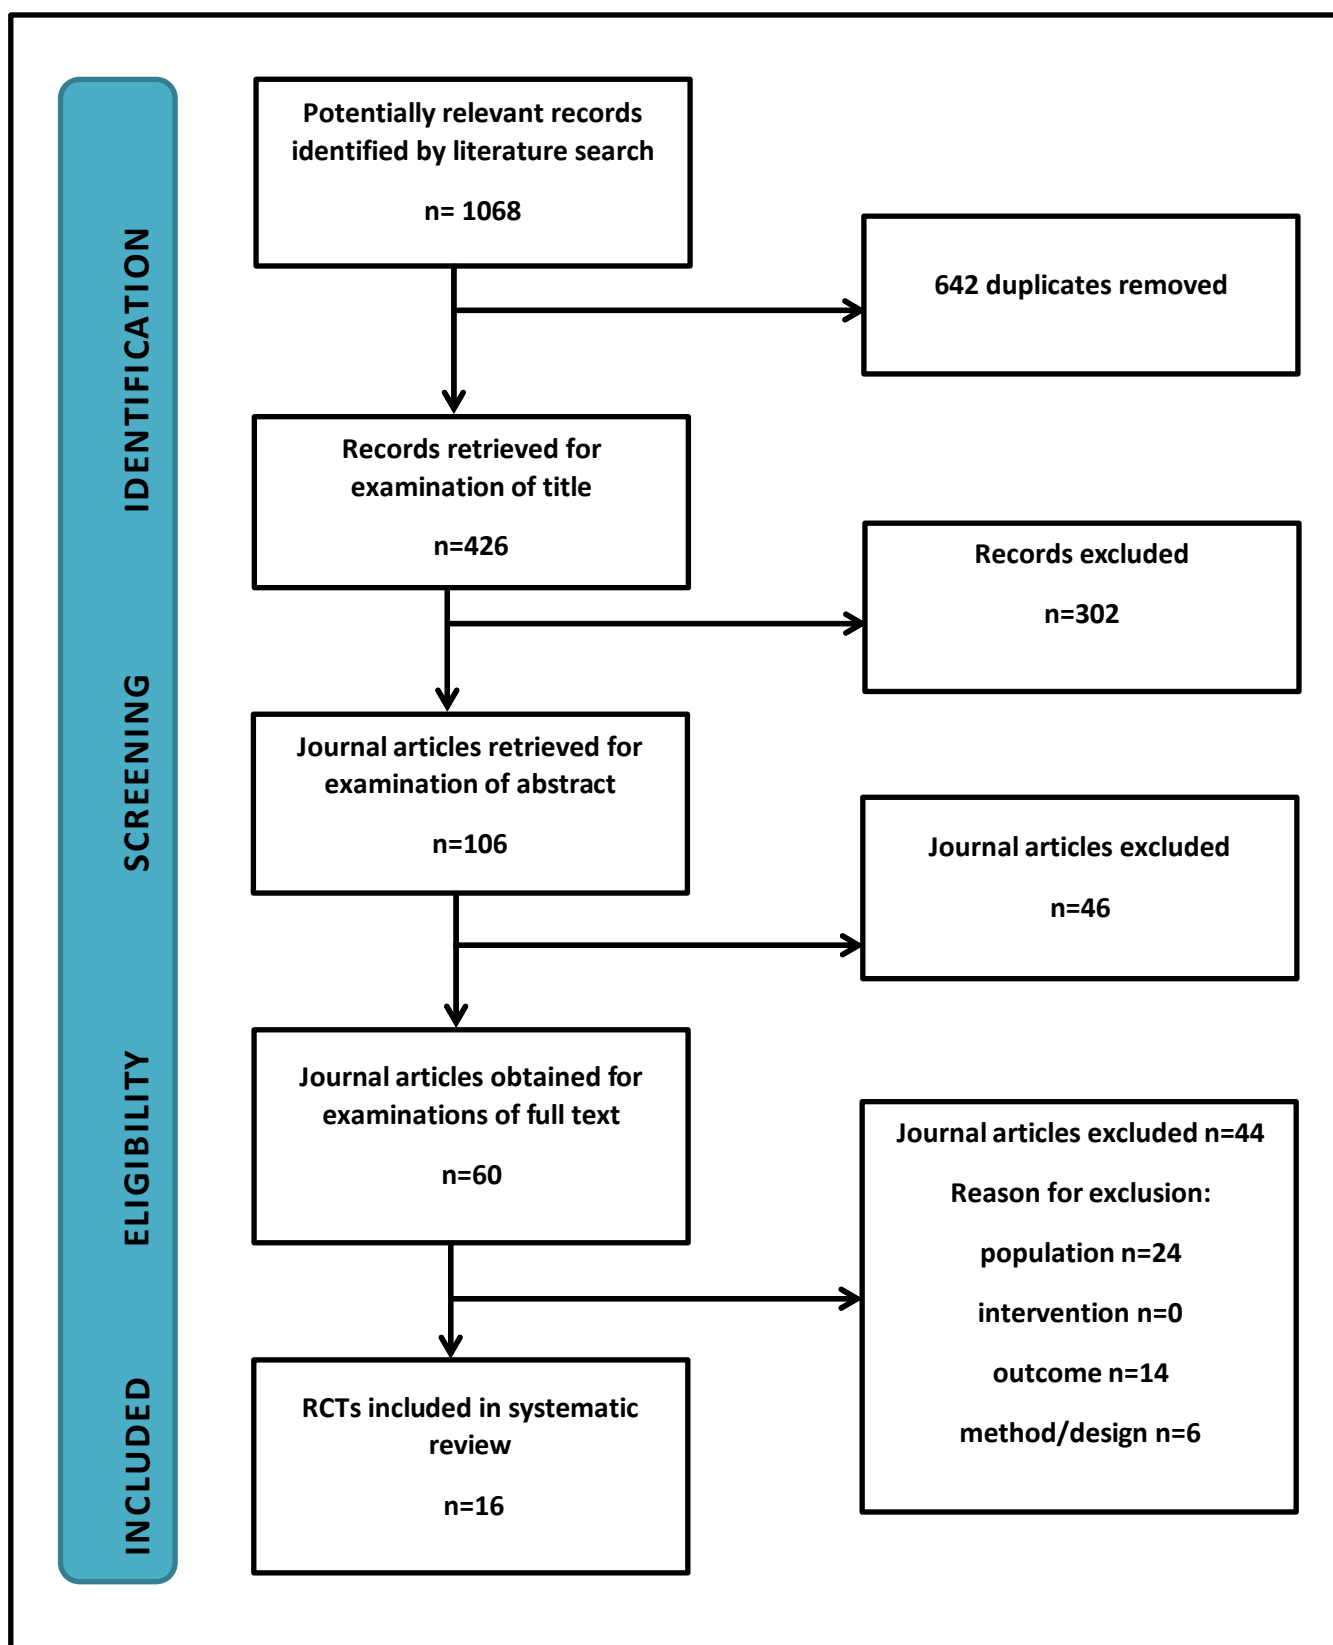 IDENTIFICATION
SCREENING
ELIGIBILITY
INCLUDED
Potentially relevant records
identified by literature search
n= 1068
642 duplicates removed
Records retrieved for
examination of title
n=426
Records excluded
n=302
Journal articles retrieved for
examination of abstract
n=106
Journal articles excluded
n=46
Journal articles obtained for
examinations of full text
n=60
Journal articles excluded n=44
Reason for exclusion:
population n=24
intervention n=0
outcome n=14
method/design n=6
RCTs included in systematic
review
n=16